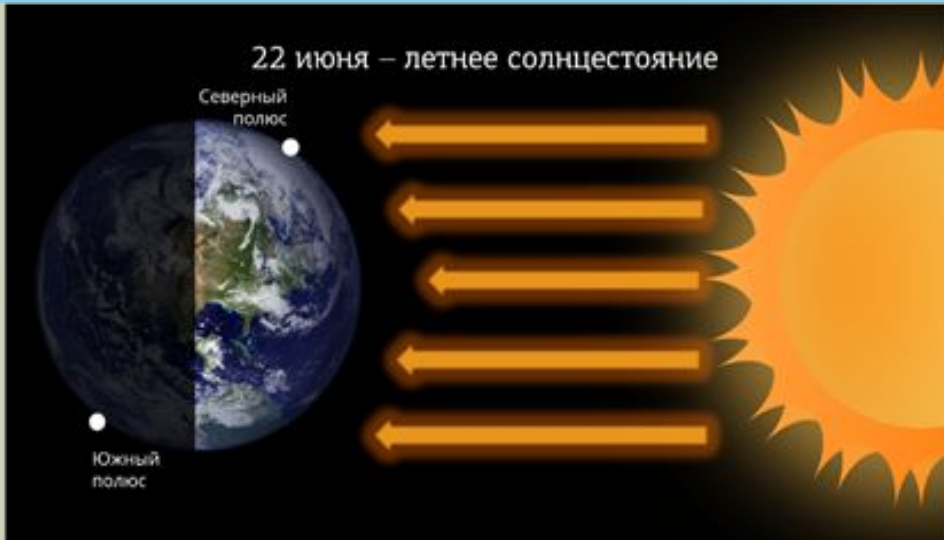 22 июня – летнее солнцестояние
Северный
полюс
Южный
полюс